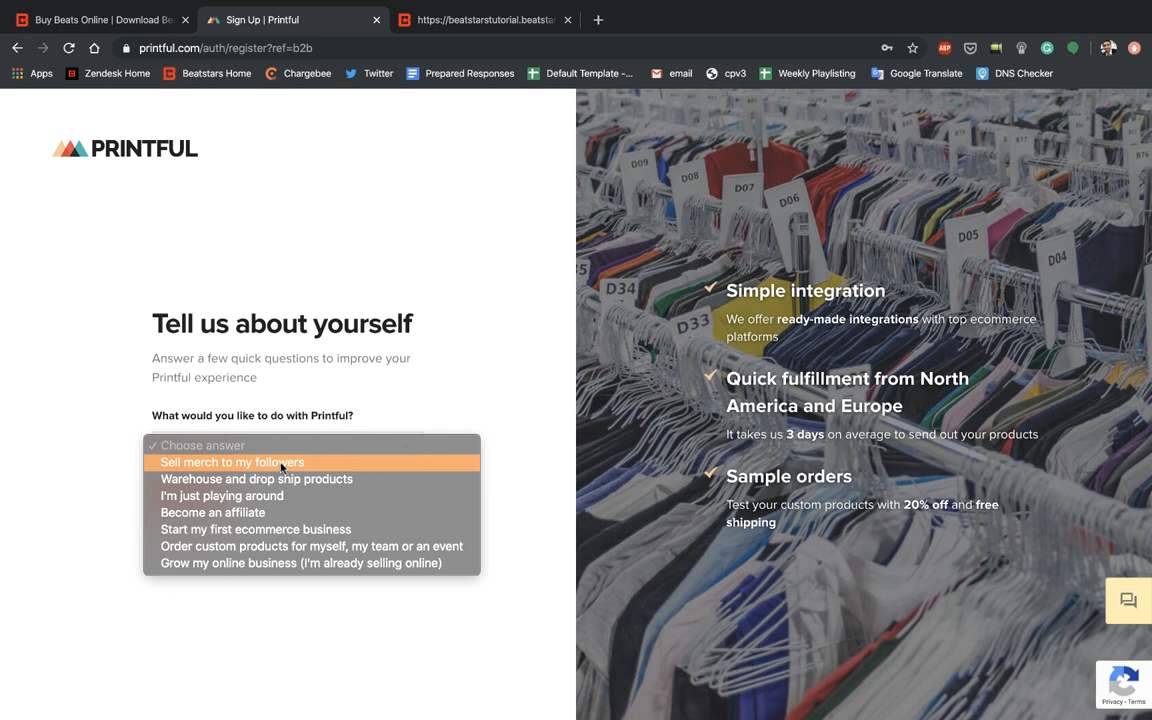 Buy Beats Online | Download Be
Sign Up | Printful
https://beatstarstutorial.beatstar
printful.com/auth/register?ref=b2b
ABP
Apps
Zendesk Home
Beatstars Home
Chargebee
Twitter
Prepared Responses
Default Template -...
email
cpv3
Weekly Playlisting
Google Translate
DNS Checker
PRINTFUL
Tell us about yourself
Answer a few quick questions to improve your
Printful experience
What would you like to do with Printful?
✓ Choose answer
Sell merch to my followers
Warehouse and drop ship products
I'm just playing around
Become an affiliate
Start my first ecommerce business
Order custom products for myself, my team or an event
Grow my online business (I'm already selling online)
D09
D08
D07
D06
D05
D04
D34
D33
B76
Simple integration
We offer ready-made integrations with top ecommerce
platforms
Quick fulfillment from North
America and Europe
It takes us 3 days on average to send out your products
Sample orders
Test your custom products with 20% off and free
shipping
Privacy - Terms